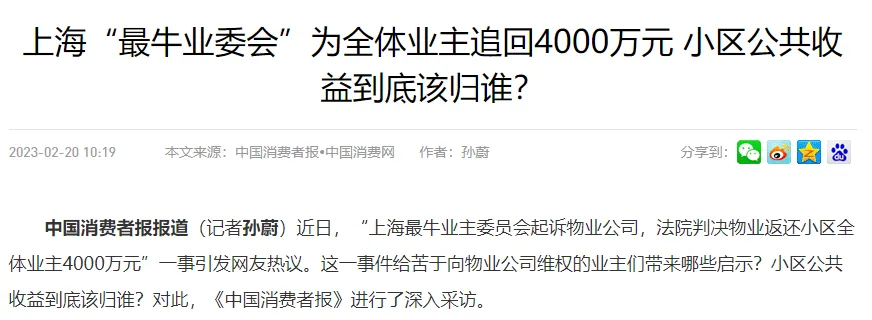 上海“最牛业委会”为全体业主追回4000万元 小区公共收
益到底该归谁？
2023-02-20 10:19 本文来源：中国消费者报•中国消费网 作者：孙蔚 分享到：
中国消费者报报道（记者孙蔚）近日，“上海最牛业主委员会起诉物业公司，法院判决物业返还小区全
体业主4000万元”一事引发网友热议。这一事件给苦于向物业公司维权的业主们带来哪些启示？小区公共
收益到底该归谁？对此，《中国消费者报》进行了深入采访。